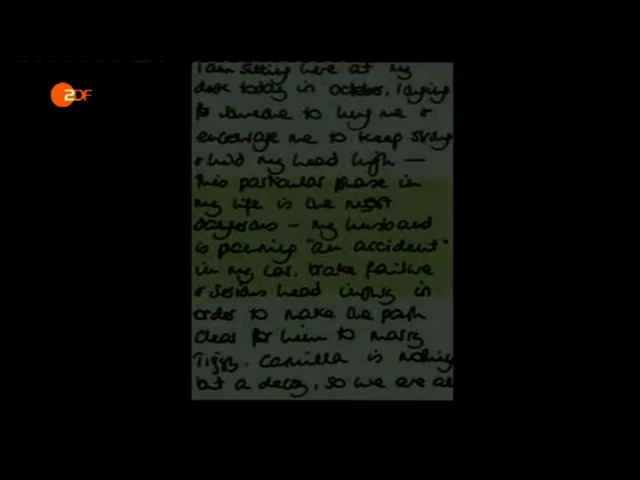 ZDF
I am sitting here at my
desk today in october, longing
for someone to hug me &
encourage me to keep strong
& hold my head high —
This particular phase in
my life is the most
dangerous – my husband
is planning "an accident"
in my car. brake failure
& serious head injury in
order to make the path
clear for him to marry
Tiggy. Camilla is nothing
but a decoy, so we are